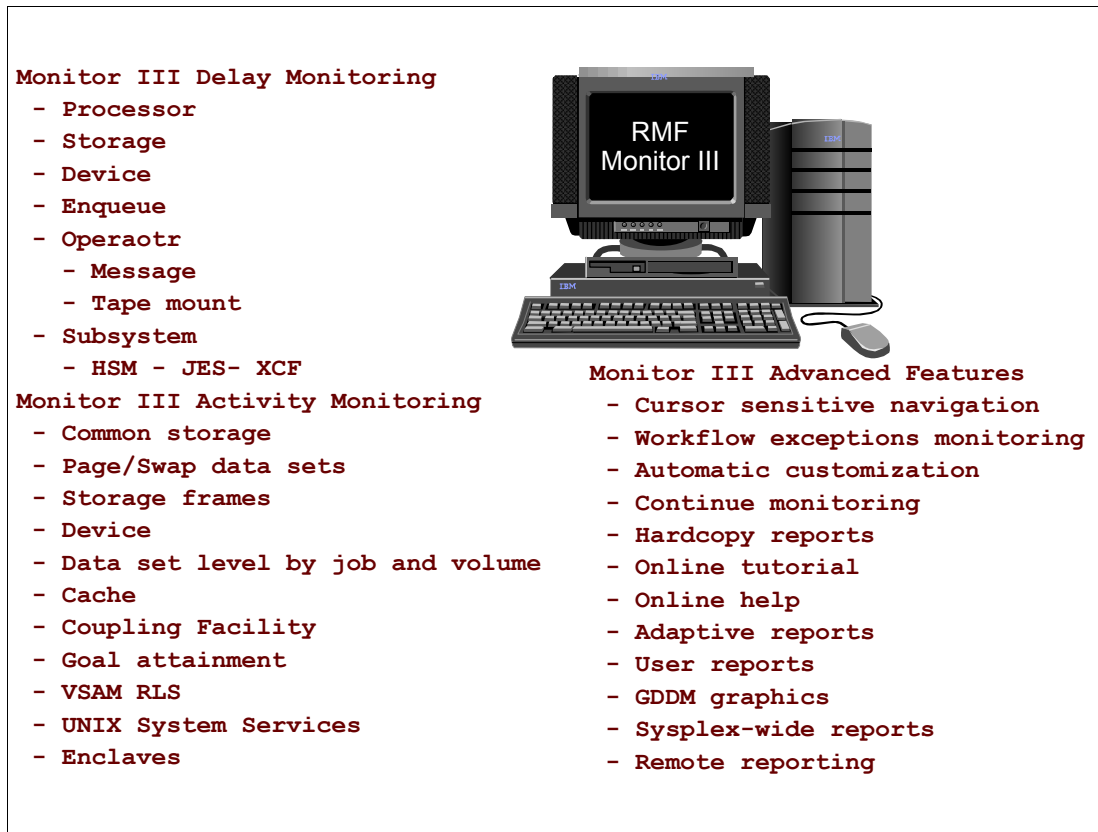 Monitor III Delay Monitoring
- Processor
- Storage
- Device
- Enqueue
- Operaotr
- Message
- Tape mount
- Subsystem
- HSM - JES- XCF
Monitor III Activity Monitoring
- Common storage
- Page/Swap data sets
- Storage frames
- Device
- Data set level by job and volume
- Cache
- Coupling Facility
- Goal attainment
- VSAM RLS
- UNIX System Services
- Enclaves
IBM
RMF
Monitor III
IBM
IBM
Monitor III Advanced Features
- Cursor sensitive navigation
- Workflow exceptions monitoring
- Automatic customization
- Continue monitoring
- Hardcopy reports
- Online tutorial
- Online help
- Adaptive reports
- User reports
- GDDM graphics
- Sysplex-wide reports
- Remote reporting